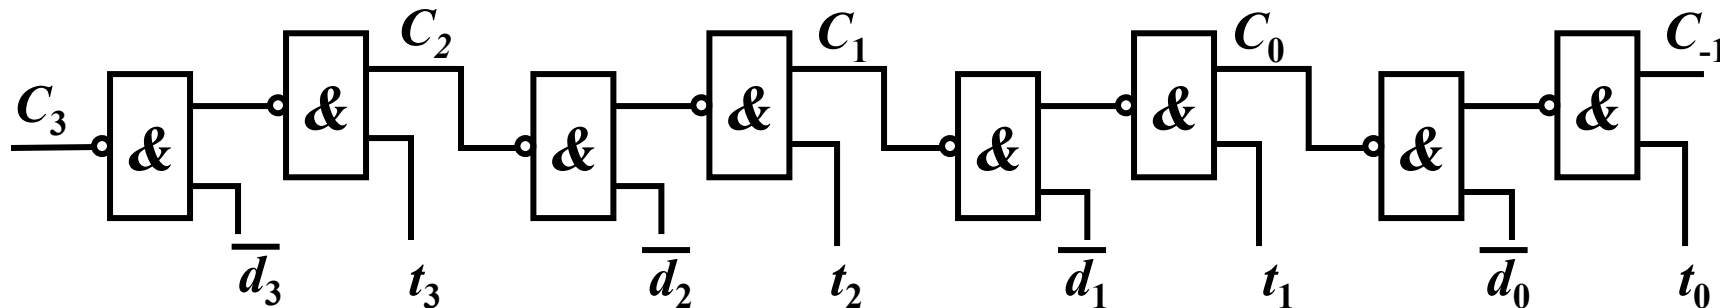 C₂ C₁ C₀ C₋₁
C₃ & & & & & & & &
d̅₃ t₃ d̅₂ t₂ d̅₁ t₁ d̅₀ t₀